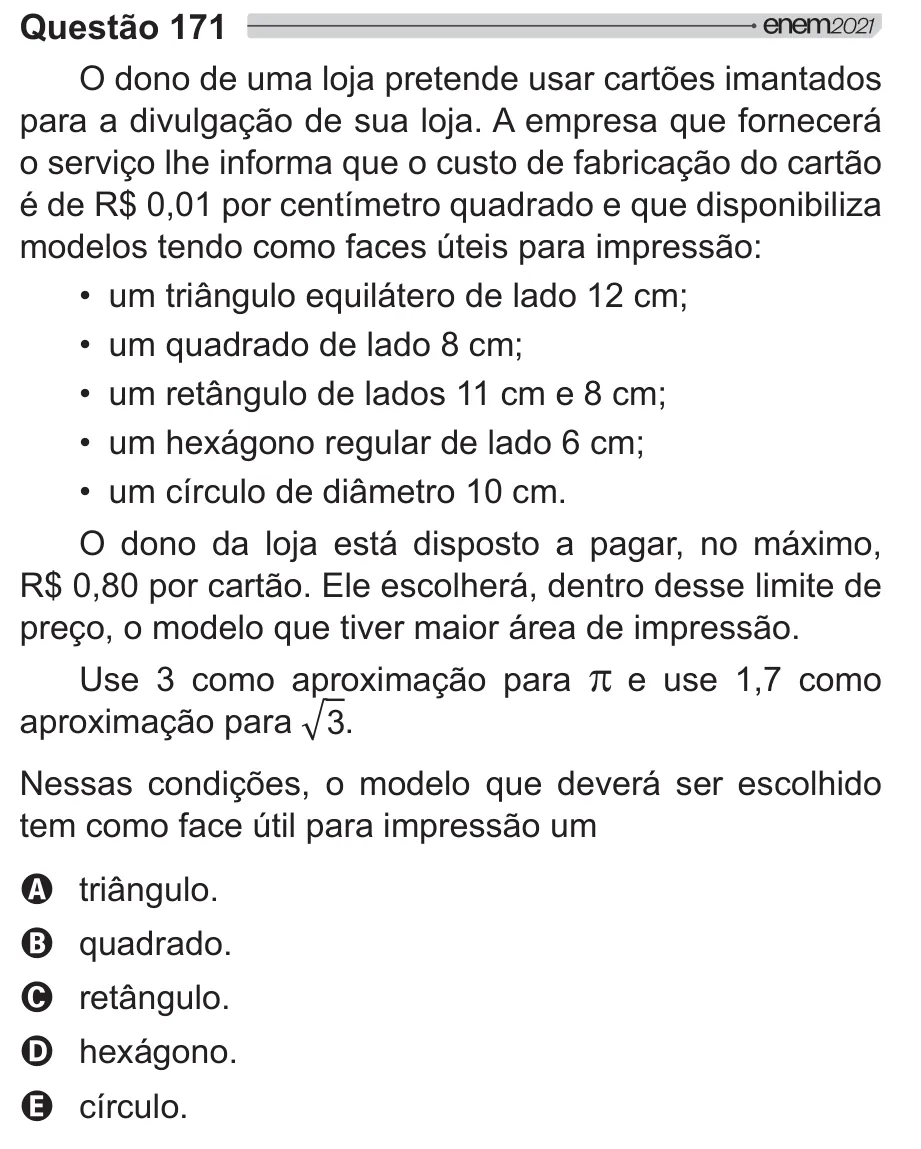 Questão 171 enem2021
O dono de uma loja pretende usar cartões imantados
para a divulgação de sua loja. A empresa que fornecerá
o serviço lhe informa que o custo de fabricação do cartão
é de R$ 0,01 por centímetro quadrado e que disponibiliza
modelos tendo como faces úteis para impressão:
• um triângulo equilátero de lado 12 cm;
• um quadrado de lado 8 cm;
• um retângulo de lados 11 cm e 8 cm;
• um hexágono regular de lado 6 cm;
• um círculo de diâmetro 10 cm.
O dono da loja está disposto a pagar, no máximo,
R$ 0,80 por cartão. Ele escolherá, dentro desse limite de
preço, o modelo que tiver maior área de impressão.
Use 3 como aproximação para π e use 1,7 como
aproximação para √3.
Nessas condições, o modelo que deverá ser escolhido
tem como face útil para impressão um
A triângulo.
B quadrado.
C retângulo.
D hexágono.
E círculo.